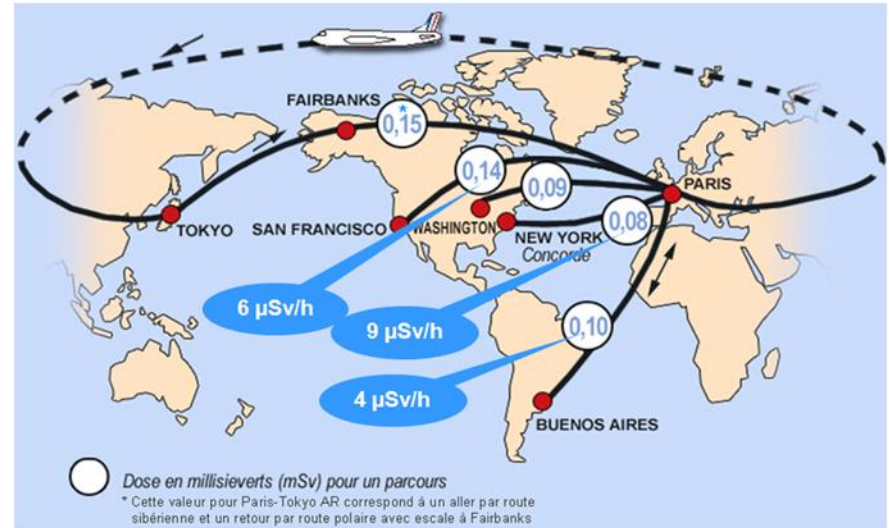 FAIRBANKS
*
0,15
0,14
0,09
PARIS
TOKYO
SAN FRANCISCO
WASHINGTON
NEW YORK
Concorde
0,08
6 µSv/h
9 µSv/h
0,10
4 µSv/h
BUENOS AIRES
Dose en millisieverts (mSv) pour un parcours
* Cette valeur pour Paris-Tokyo AR correspond à un aller par route
sibérienne et un retour par route polaire avec escale à Fairbanks